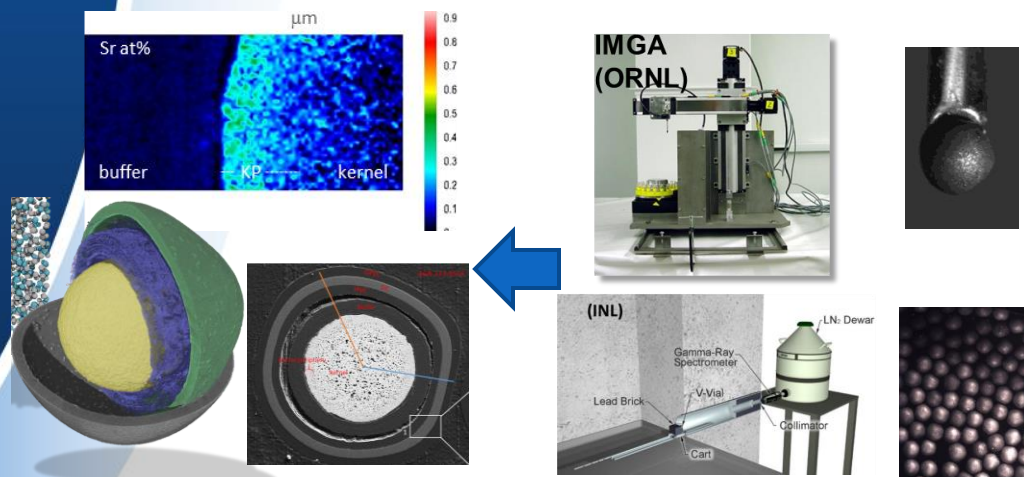 µm
Sr at%
buffer
KP
kernel
0.9
0.8
0.7
0.6
0.5
0.4
0.3
0.2
0.1
IMGA
(ORNL)
(INL)
LN₂ Dewar
Gamma-Ray
Spectrometer
V-Vial
Lead Brick
Collimator
Cart